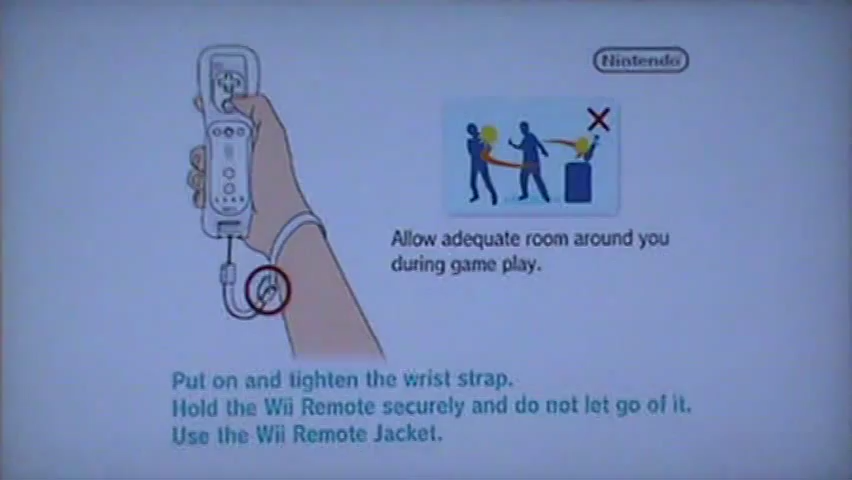 Nintendo
Allow adequate room around you
during game play.
Put on and tighten the wrist strap.
Hold the Wii Remote securely and do not let go of it.
Use the Wii Remote Jacket.